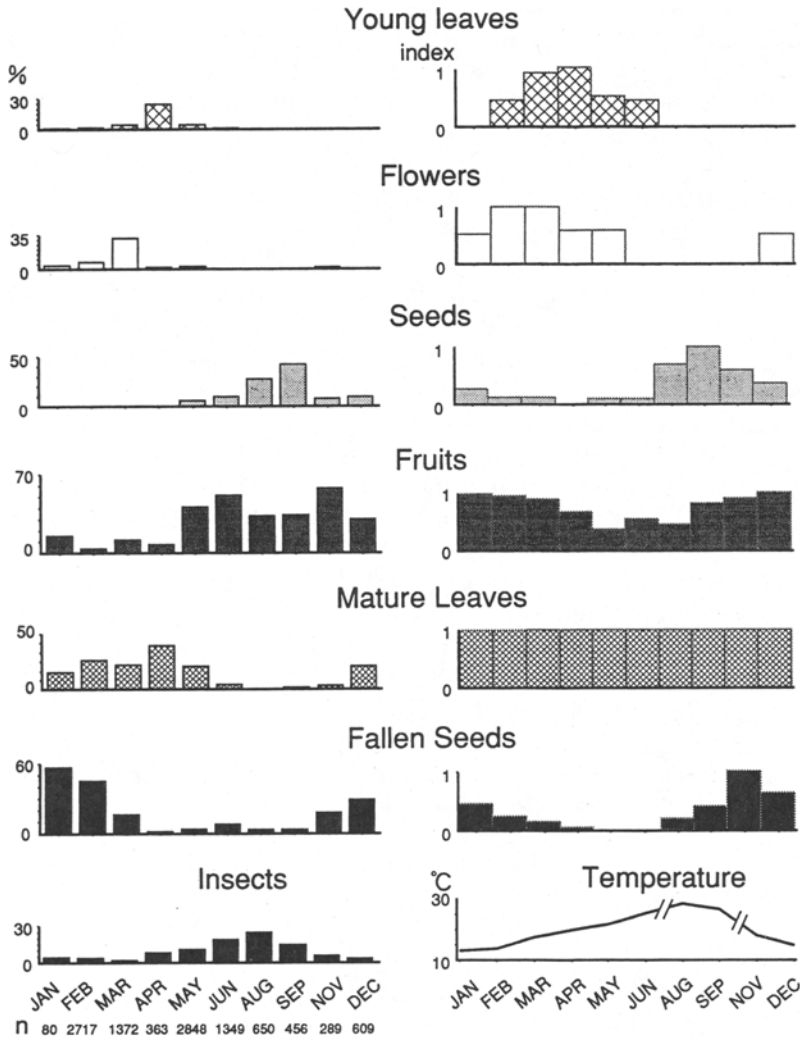 Young leaves
index
%
30
0
1
0
Flowers
35
0
1
0
Seeds
50
0
1
0
Fruits
70
0
1
0
Mature Leaves
50
0
1
0
Fallen Seeds
60
0
1
0
Insects
30
0
°C
Temperature
30
10
JAN FEB MAR APR MAY JUN AUG SEP NOV DEC
JAN FEB MAR APR MAY JUN AUG SEP NOV DEC
n 80 2717 1372 363 2848 1349 650 456 289 609